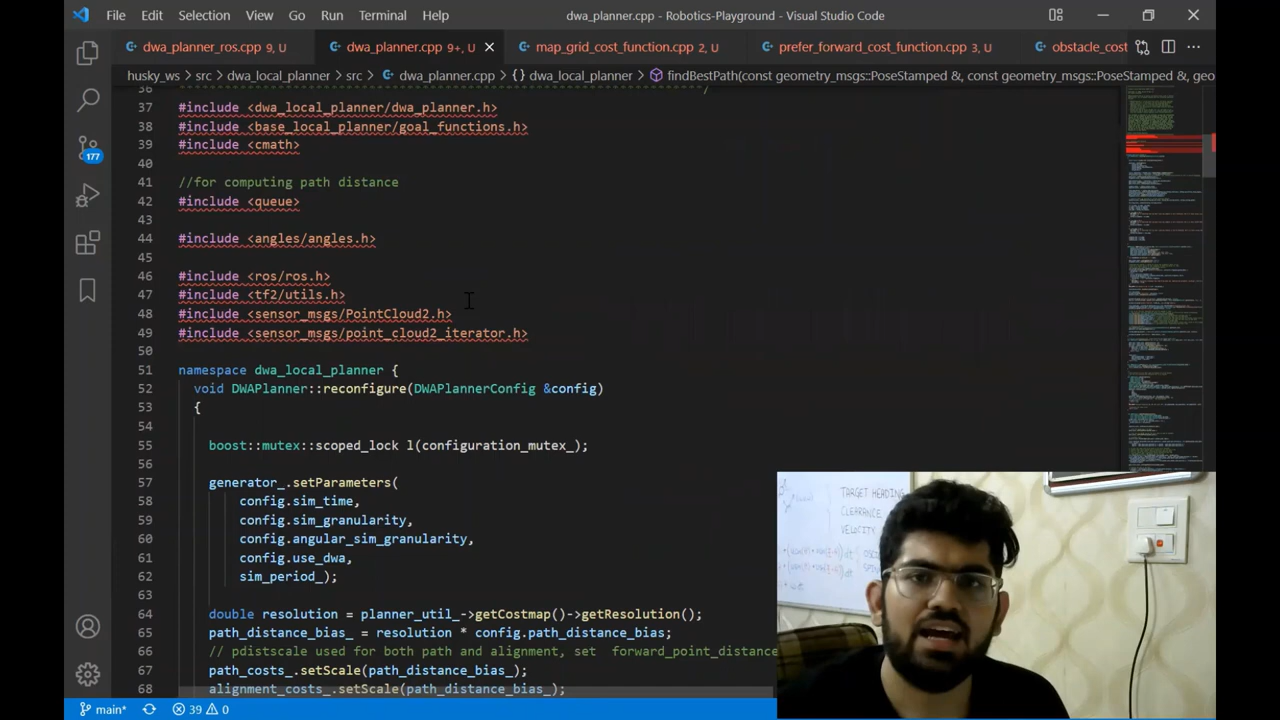 File Edit Selection View Go Run Terminal Help dwa_planner.cpp - Robotics-Playground - Visual Studio Code
dwa_planner_ros.cpp 9, U dwa_planner.cpp 9+, U map_grid_cost_function.cpp 2, U prefer_forward_cost_function.cpp 3, U obstacle_cost
husky_ws > src > dwa_local_planner > src > dwa_planner.cpp > {} dwa_local_planner > findBestPath(const geometry_msgs::PoseStamped &, const geometry_msgs::PoseStamped &, geo
36 /
37 #include <dwa_local_planner/dwa_planner.h>
38 #include <base_local_planner/goal_functions.h>
39 #include <cmath>
40
41 //for computing path distance
42 #include <queue>
43
44 #include <angles/angles.h>
45
46 #include <ros/ros.h>
47 #include <tf2/utils.h>
48 #include <sensor_msgs/PointCloud2.h>
49 #include <sensor_msgs/point_cloud2_iterator.h>
50
51 namespace dwa_local_planner {
52 void DWAPlanner::reconfigure(DWAPlannerConfig &config)
53 {
54
55 boost::mutex::scoped_lock l(configuration_mutex_);
56
57 generator_.setParameters(
58 config.sim_time,
59 config.sim_granularity,
60 config.angular_sim_granularity,
61 config.use_dwa,
62 sim_period_);
63
64 double resolution = planner_util_->getCostmap()->getResolution();
65 path_distance_bias_ = resolution * config.path_distance_bias;
66 // pdistscale used for both path and alignment, set forward_point_distance
67 path_costs_.setScale(path_distance_bias_);
68 alignment_costs_.setScale(path_distance_bias_);
177
TARGET HEADING
CLEARANCE
VELOCITY
main* 39 0